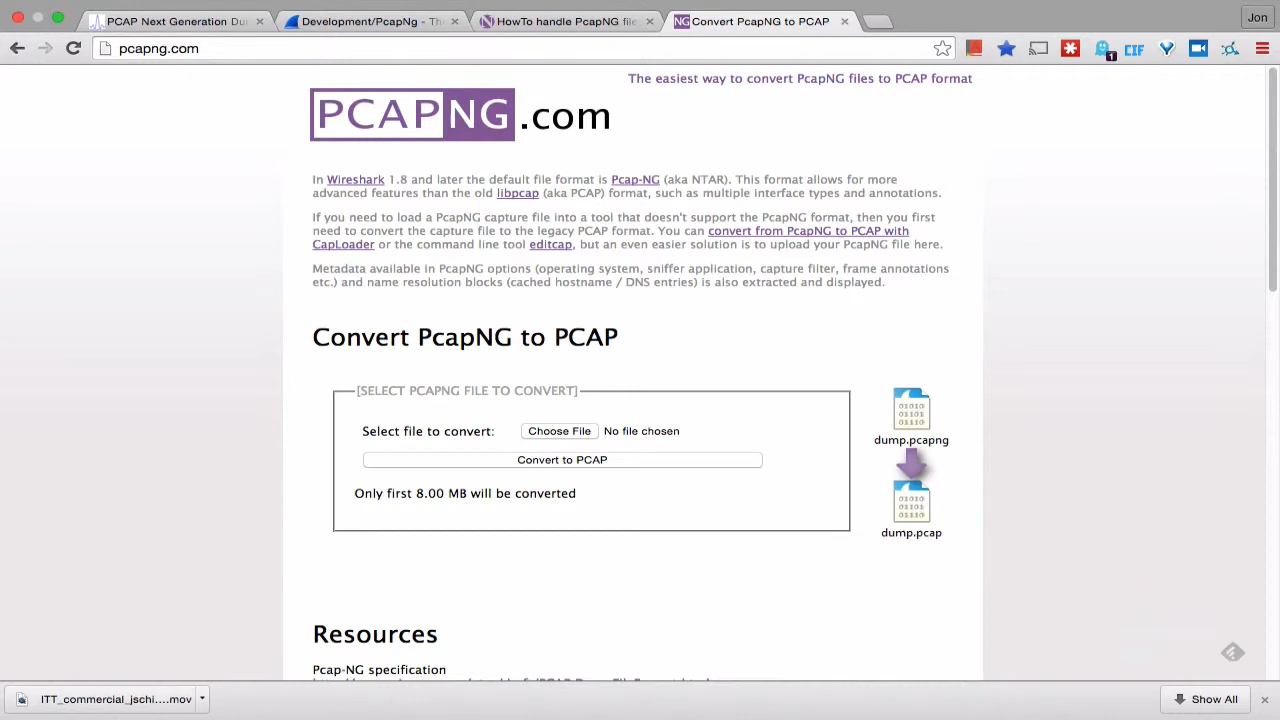 PCAP Next Generation Du
Development/PcapNg - The
HowTo handle PcapNG file
NG Convert PcapNG to PCAP
Jon
pcapng.com
1
CIF
The easiest way to convert PcapNG files to PCAP format
PCAPNG.com
In Wireshark 1.8 and later the default file format is Pcap-NG (aka NTAR). This format allows for more
advanced features than the old libpcap (aka PCAP) format, such as multiple interface types and annotations.
If you need to load a PcapNG capture file into a tool that doesn't support the PcapNG format, then you first
need to convert the capture file to the legacy PCAP format. You can convert from PcapNG to PCAP with
CapLoader or the command line tool editcap, but an even easier solution is to upload your PcapNG file here.
Metadata available in PcapNG options (operating system, sniffer application, capture filter, frame annotations
etc.) and name resolution blocks (cached hostname / DNS entries) is also extracted and displayed.
Convert PcapNG to PCAP
[SELECT PCAPNG FILE TO CONVERT]
Select file to convert: Choose File No file chosen
Convert to PCAP
Only first 8.00 MB will be converted
01010
01101
01110
dump.pcapng
01010
01101
01110
dump.pcap
Resources
Pcap-NG specification
ITT_commercial_jschi....mov
Show All